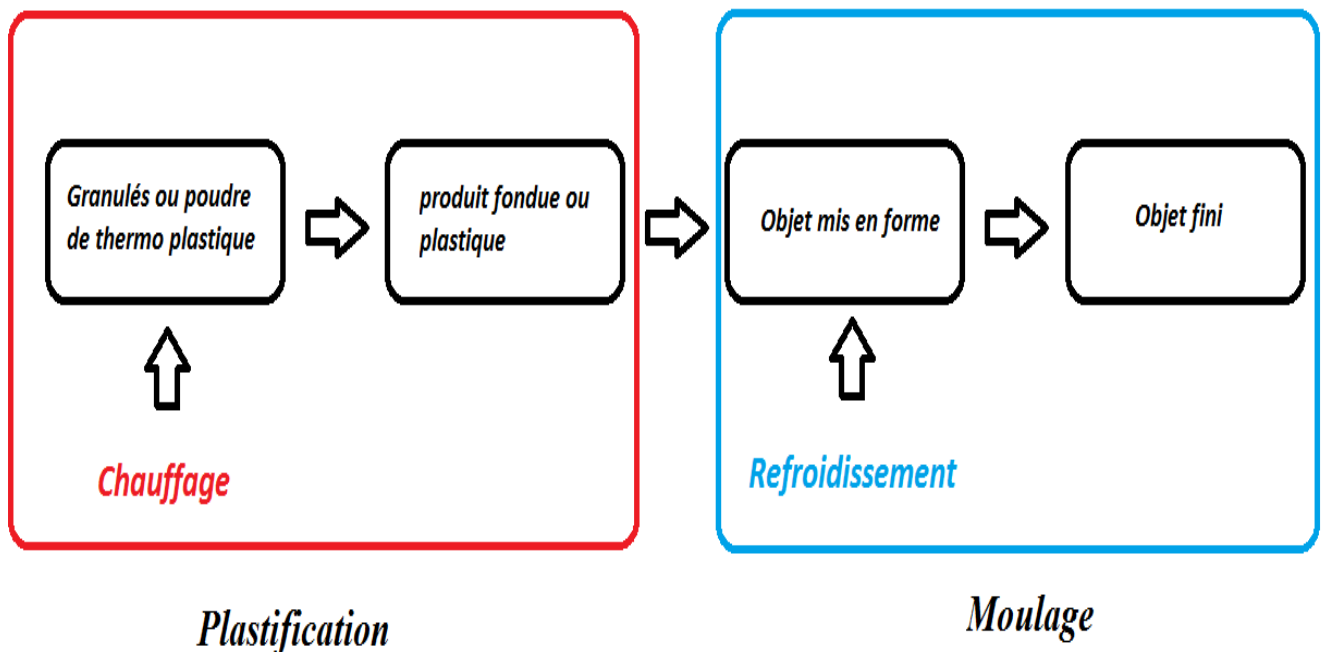 Granulés ou poudre
de thermo plastique
produit fondue ou
plastique
Objet mis en forme
Objet fini
Chauffage
Refroidissement
Plastification
Moulage